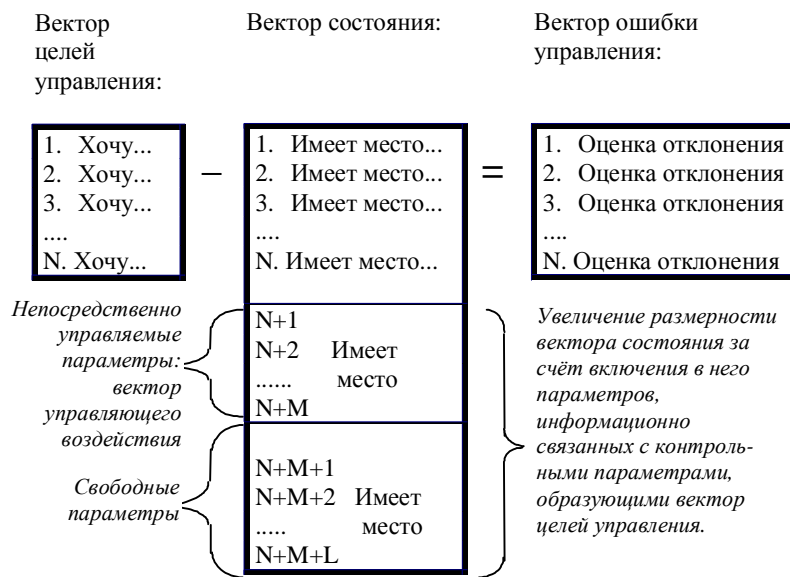 Вектор
целей
управления:
Вектор состояния:
Вектор ошибки
управления:
1. Хочу...
2. Хочу...
3. Хочу...
....
N. Хочу...
–
1. Имеет место...
2. Имеет место...
3. Имеет место...
....
N. Имеет место...
=
1. Оценка отклонения
2. Оценка отклонения
3. Оценка отклонения
....
N. Оценка отклонения
Непосредственно
управляемые
параметры:
вектор
управляющего
воздействия
N+1
N+2 Имеет
...... место
N+M
Свободные
параметры
N+M+1
N+M+2 Имеет
..... место
N+M+L
Увеличение размерности
вектора состояния за
счёт включения в него
параметров,
информационно
связанных с контроль-
ными параметрами,
образующими вектор
целей управления.